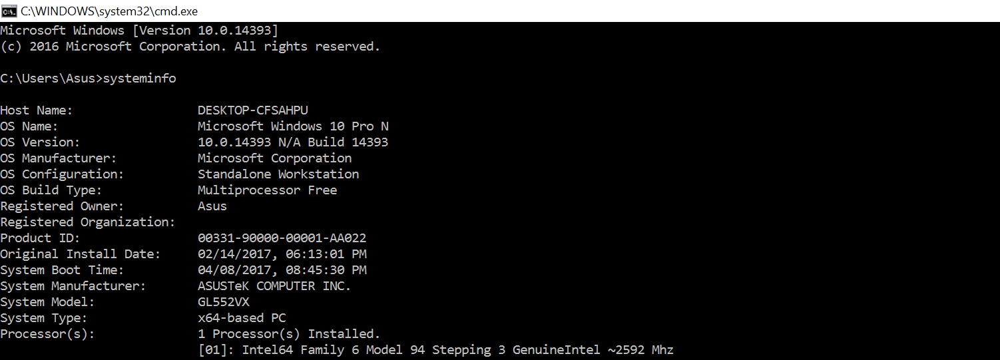 C:\WINDOWS\system32\cmd.exe
Microsoft Windows [Version 10.0.14393]
(c) 2016 Microsoft Corporation. All rights reserved.
C:\Users\Asus>systeminfo
Host Name: DESKTOP-CFSAHPU
OS Name: Microsoft Windows 10 Pro N
OS Version: 10.0.14393 N/A Build 14393
OS Manufacturer: Microsoft Corporation
OS Configuration: Standalone Workstation
OS Build Type: Multiprocessor Free
Registered Owner: Asus
Registered Organization:
Product ID: 00331-90000-00001-AA022
Original Install Date: 02/14/2017, 06:13:01 PM
System Boot Time: 04/08/2017, 08:45:30 PM
System Manufacturer: ASUSTeK COMPUTER INC.
System Model: GL552VX
System Type: x64-based PC
Processor(s): 1 Processor(s) Installed.
[01]: Intel64 Family 6 Model 94 Stepping 3 GenuineIntel ~2592 Mhz